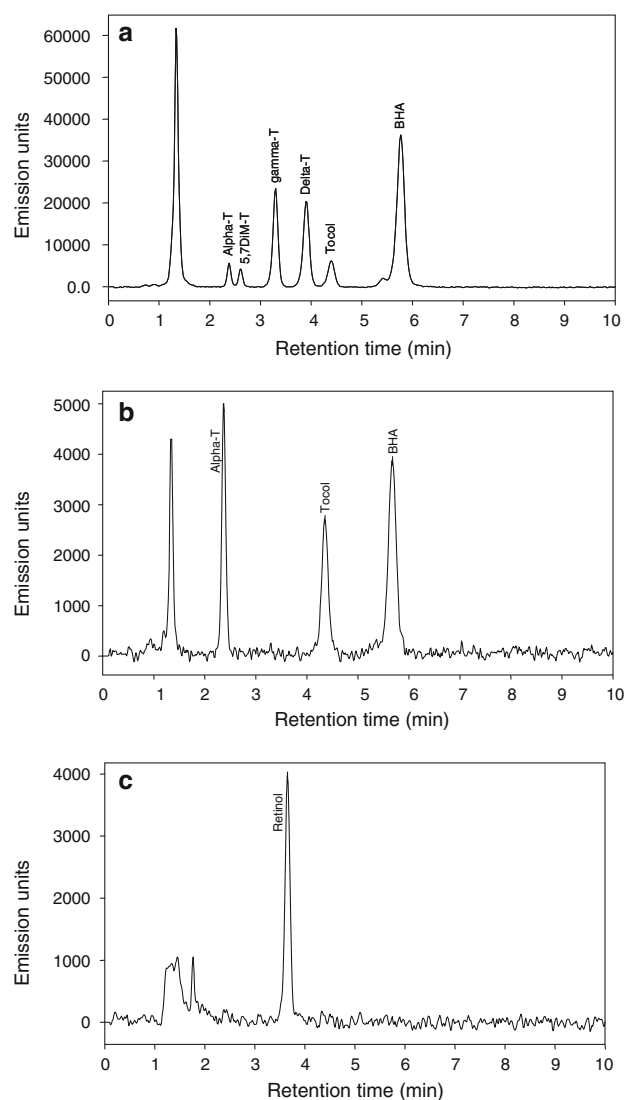 a
Emission units
60000
50000
40000
30000
20000
10000
0.0
Alpha-T
5,7DiM-T
gamma-T
Delta-T
Tocol
BHA
0 1 2 3 4 5 6 7 8 9 10
Retention time (min)
b
Emission units
5000
4000
3000
2000
1000
0
Alpha-T
Tocol
BHA
1 2 3 4 5 6 7 8 9 10
Retention time (min)
c
Emission units
4000
3000
2000
1000
0
Retinol
0 1 2 3 4 5 6 7 8 9 10
Retention time (min)